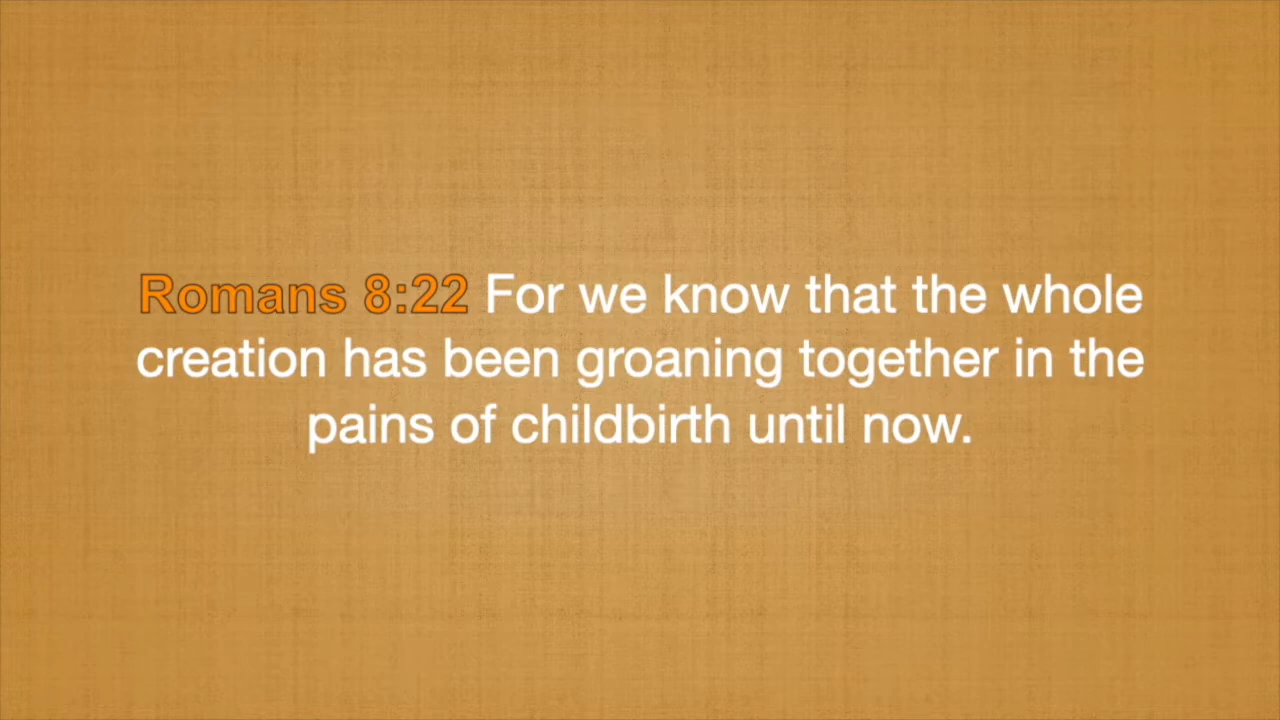 Romans 8:22 For we know that the whole
creation has been groaning together in the
pains of childbirth until now.